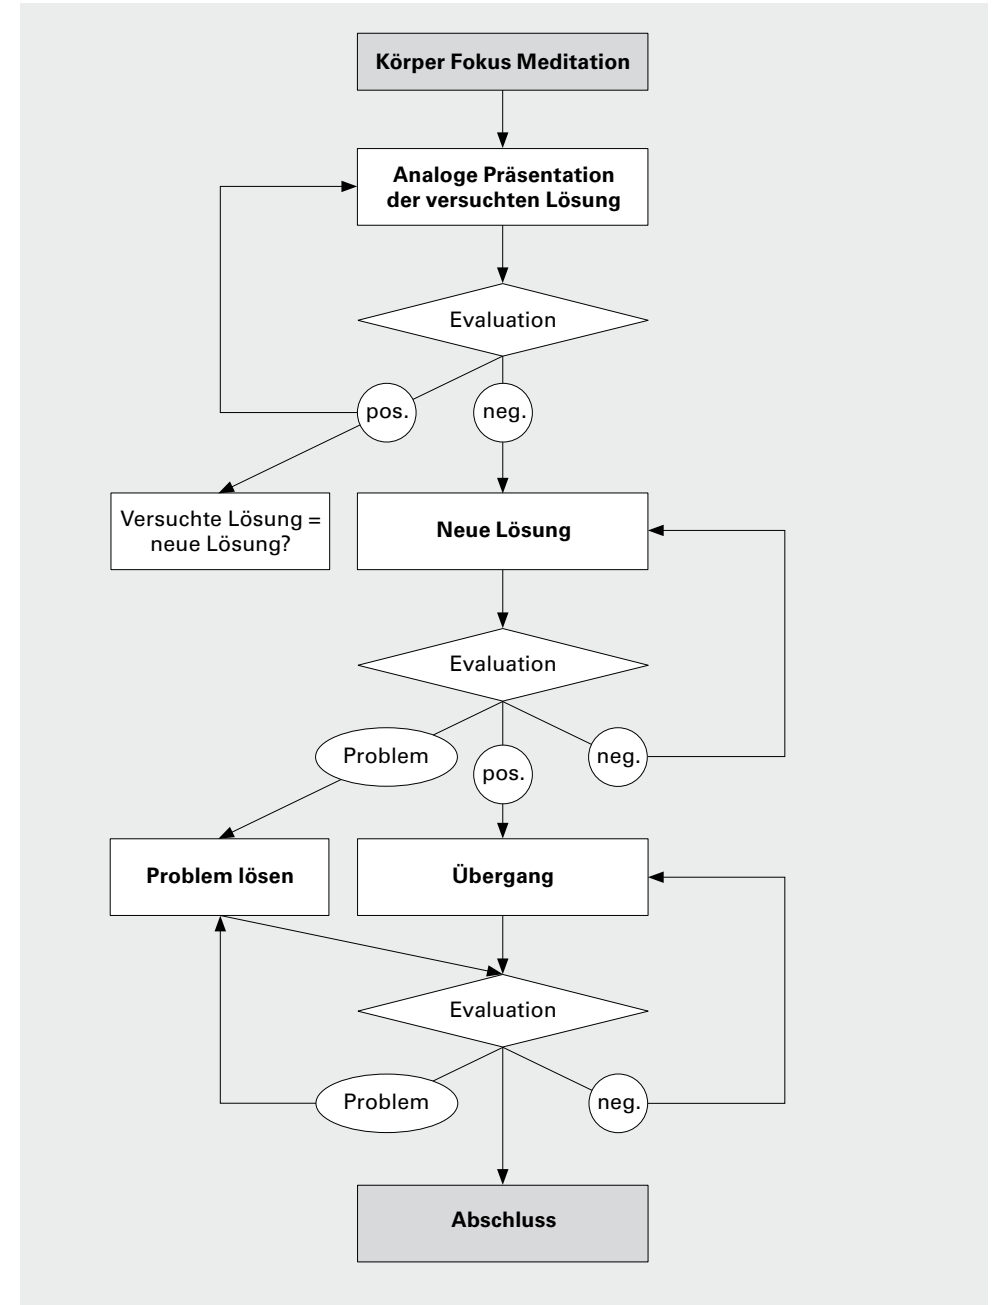 Körper Fokus Meditation
Analoge Präsentation
der versuchten Lösung
Evaluation
pos.
neg.
Versuchte Lösung =
neue Lösung?
Neue Lösung
Evaluation
Problem
pos.
neg.
Problem lösen
Übergang
Evaluation
Problem
neg.
Abschluss